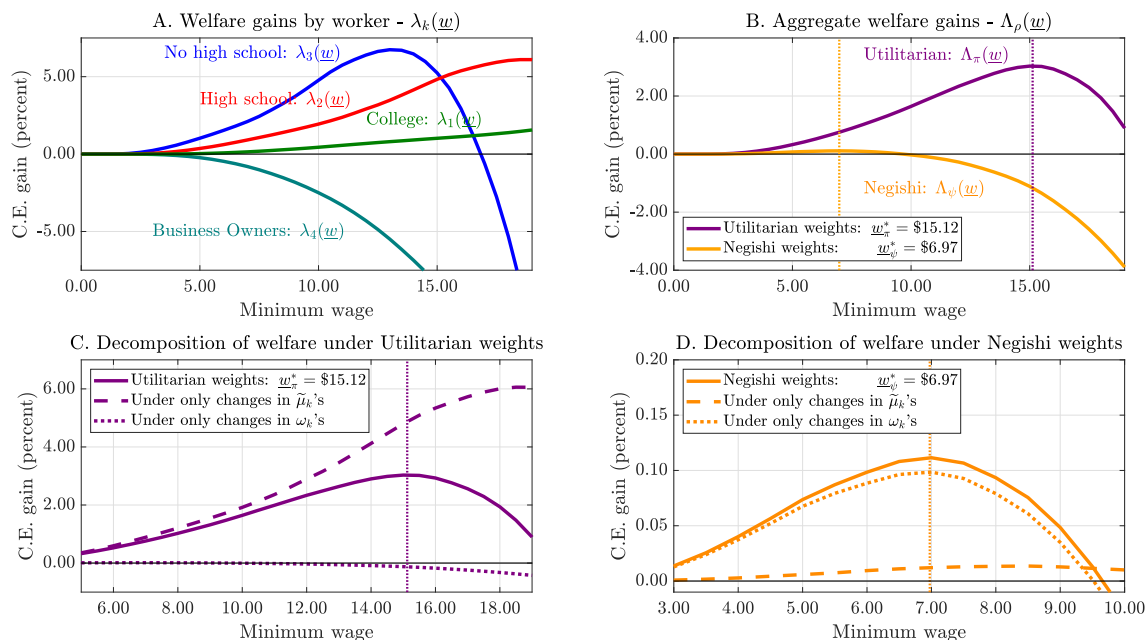 A. Welfare gains by worker - λ_k(w̲)
C.E. gain (percent)
5.00
0.00
-5.00
No high school: λ_3(w̲)
High school: λ_2(w̲)
College: λ_1(w̲)
Business Owners: λ_4(w̲)
0.00 5.00 10.00 15.00
Minimum wage
B. Aggregate welfare gains - Λ_ρ(w̲)
C.E. gain (percent)
4.00
2.00
0.00
-2.00
-4.00
Utilitarian: Λ_π(w̲)
Negishi: Λ_ψ(w̲)
Utilitarian weights: w̲*_π = $15.12
Negishi weights: w̲*_ψ = $6.97
0.00 5.00 10.00 15.00
Minimum wage
C. Decomposition of welfare under Utilitarian weights
C.E. gain (percent)
6.00
4.00
2.00
0.00
Utilitarian weights: w̲*_π = $15.12
Under only changes in μ̃_k's
Under only changes in ω_k's
6.00 8.00 10.00 12.00 14.00 16.00 18.00
Minimum wage
D. Decomposition of welfare under Negishi weights
C.E. gain (percent)
0.20
0.15
0.10
0.05
0.00
Negishi weights: w̲*_ψ = $6.97
Under only changes in μ̃_k's
Under only changes in ω_k's
3.00 4.00 5.00 6.00 7.00 8.00 9.00 10.00
Minimum wage